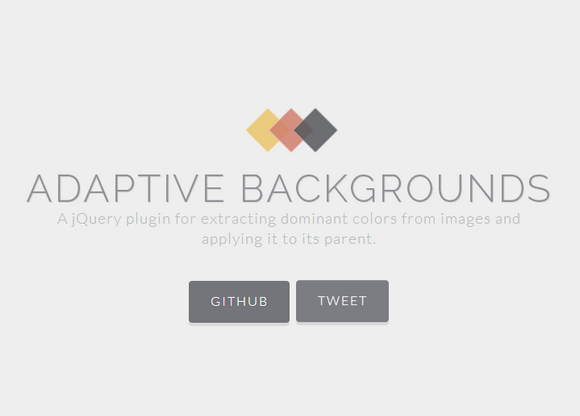 ADAPTIVE BACKGROUNDS
A jQuery plugin for extracting dominant colors from images and
applying it to its parent.
GITHUB TWEET